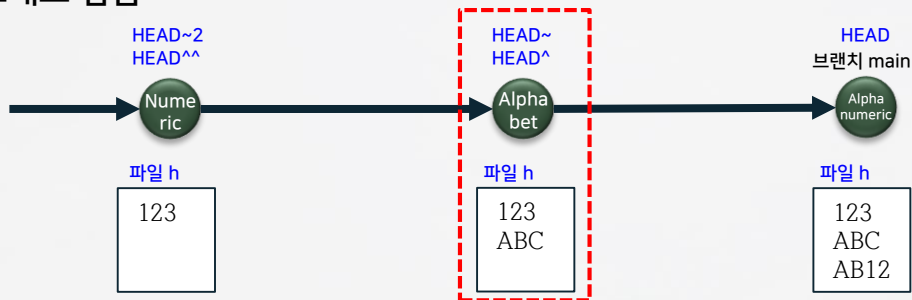 HEAD~2
HEAD^^
HEAD~
HEAD^
HEAD
브랜치 main
Nume
ric
Alpha
bet
Alpha
numeric
파일 h
파일 h
파일 h
123
123
ABC
123
ABC
AB12